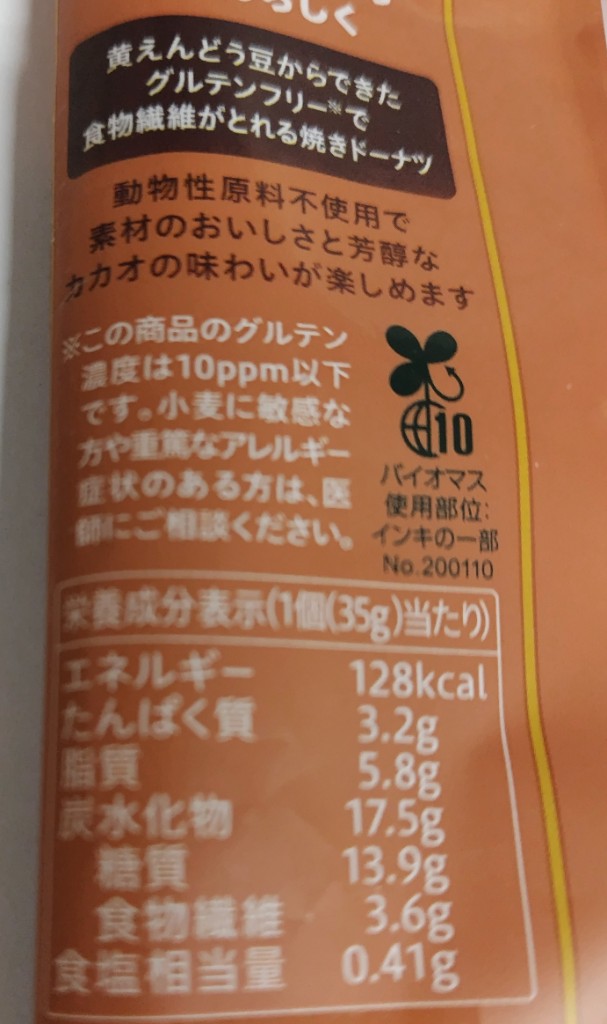 しく
黄えんどう豆からできた
グルテンフリー※で
食物繊維がとれる焼きドーナツ
動物性原料不使用で
素材のおいしさと芳醇な
カカオの味わいが楽しめます
※この商品のグルテン
濃度は10ppm以下
です。小麦に敏感な
方や重篤なアレルギー
症状のある方は、医
師にご相談ください。
10
バイオマス
使用部位:
インキの一部
No.200110
栄養成分表示(1個(35g)当たり)
エネルギー 128kcal
たんぱく質 3.2g
脂質 5.8g
炭水化物 17.5g
糖質 13.9g
食物繊維 3.6g
食塩相当量 0.41g